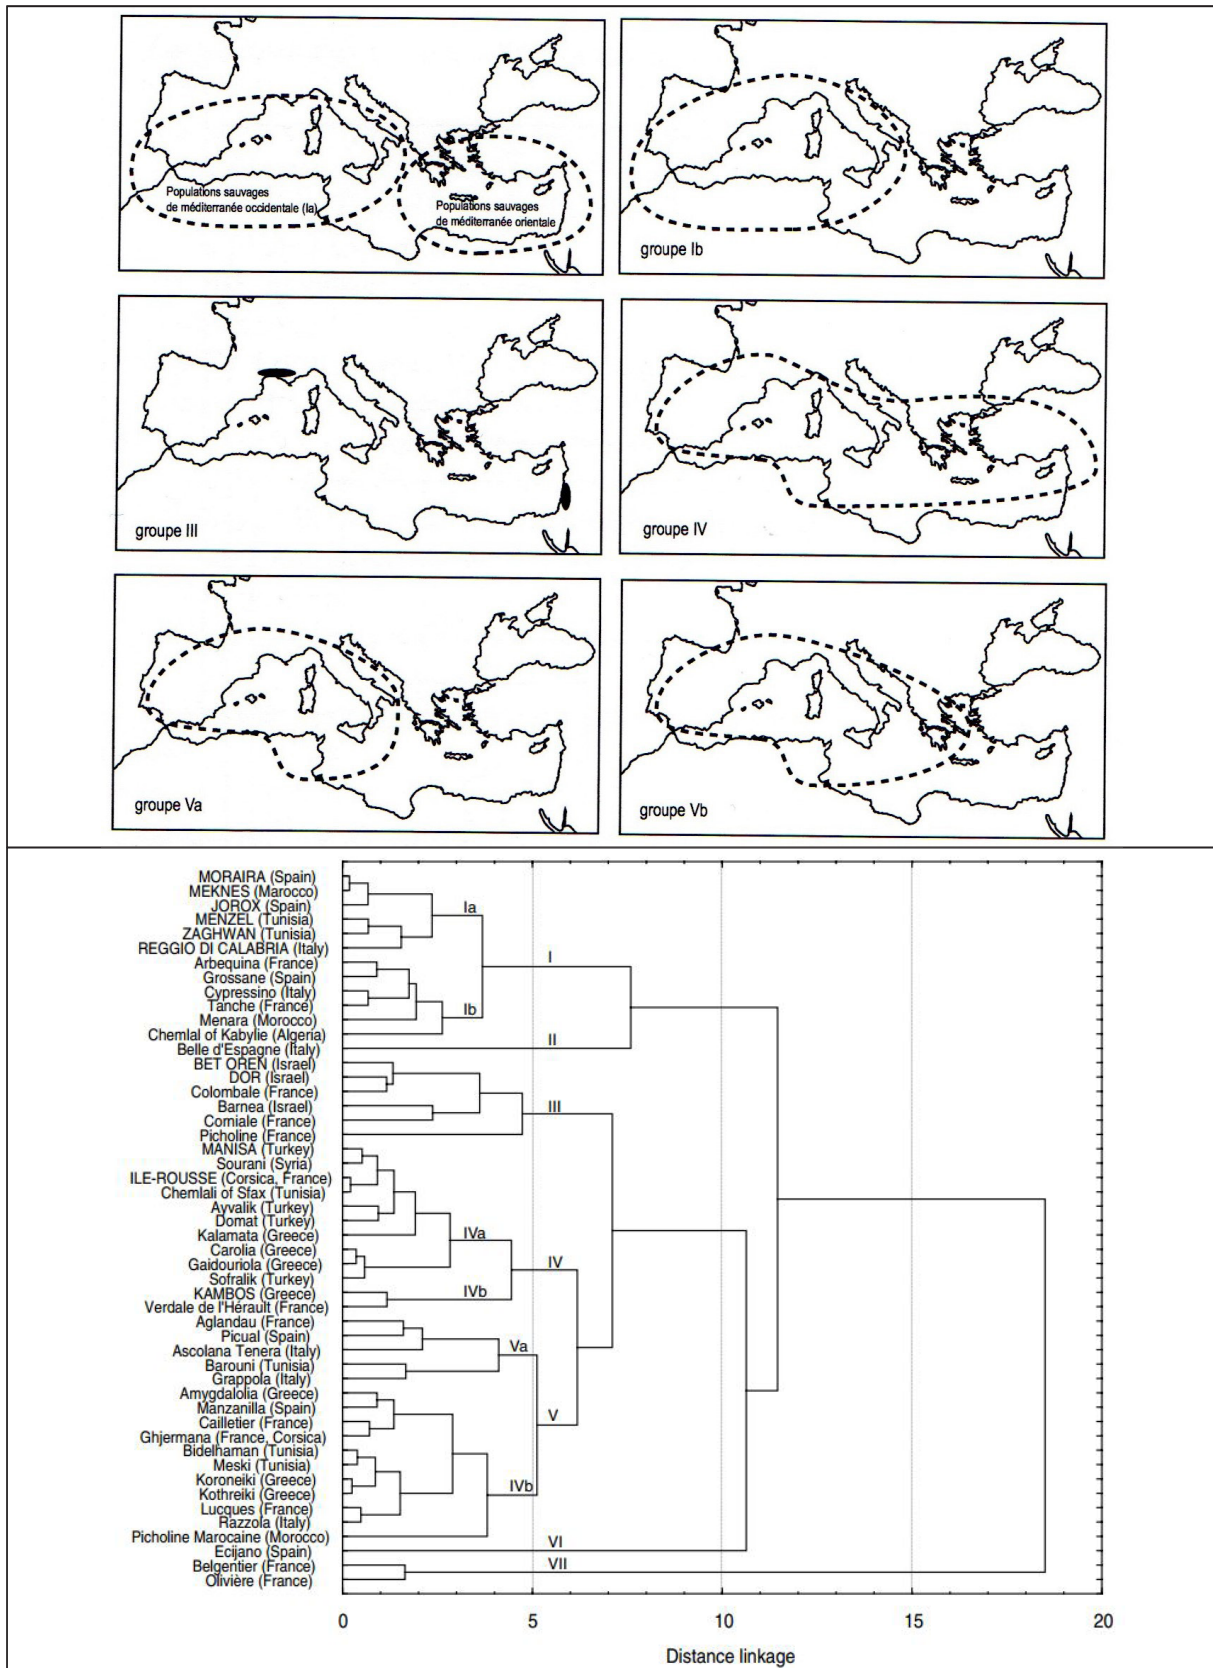 Populations sauvages
de méditerranée occidentale (Ia)
Populations sauvages
de méditerranée orientale
groupe Ib
groupe III
groupe IV
groupe Va
groupe Vb
MORAIRA (Spain)
MEKNES (Marocco)
JOROX (Spain)
MENZEL (Tunisia)
ZAGHWAN (Tunisia)
REGGIO DI CALABRIA (Italy)
Arbequina (France)
Grossane (Spain)
Cypressino (Italy)
Tanche (France)
Menara (Morocco)
Chemlal of Kabylie (Algeria)
Belle d'Espagne (Italy)
BET OREN (Israel)
DOR (Israel)
Colombale (France)
Barnea (Israel)
Corniale (France)
Picholine (France)
MANISA (Turkey)
Sourani (Syria)
ILE-ROUSSE (Corsica, France)
Chemlali of Sfax (Tunisia)
Ayvalik (Turkey)
Domat (Turkey)
Kalamata (Greece)
Carolia (Greece)
Gaidouriola (Greece)
Sofralik (Turkey)
KAMBOS (Greece)
Verdale de l'Hérault (France)
Aglandau (France)
Picual (Spain)
Ascolana Tenera (Italy)
Barouni (Tunisia)
Grappola (Italy)
Amygdalolia (Greece)
Manzanilla (Spain)
Cailletier (France)
Ghjermana (France, Corsica)
Bidelhaman (Tunisia)
Meski (Tunisia)
Koroneiki (Greece)
Kothreiki (Greece)
Lucques (France)
Razzola (Italy)
Picholine Marocaine (Morocco)
Ecijano (Spain)
Belgentier (France)
Olivière (France)
Ia
I
Ib
II
III
IVa
IV
IVb
Va
V
IVb
VI
VII
0 5 10 15 20
Distance linkage